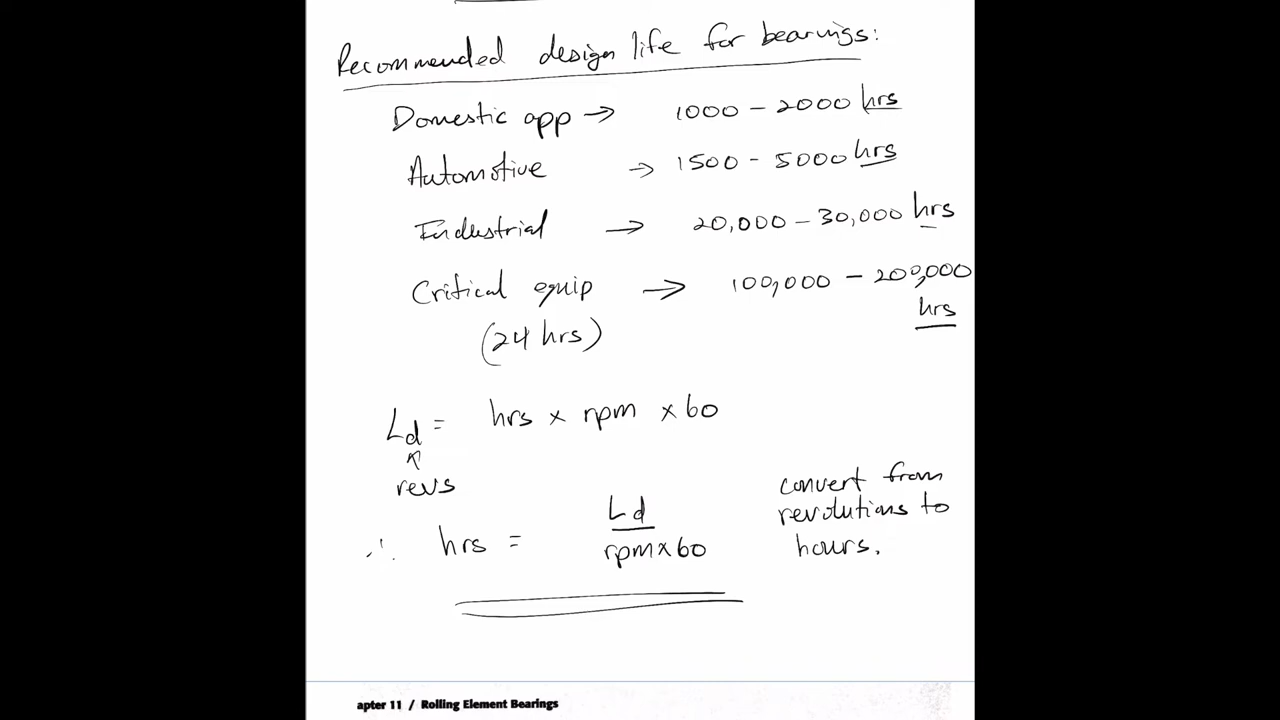 Recommended design life for bearings:
Domestic app → 1000 - 2000 hrs
Automotive → 1500 - 5000 hrs
Industrial → 20,000 - 30,000 hrs
Critical equip → 100,000 - 200,000
hrs
(24 hrs)
Ld = hrs x rpm x 60
↑
revs
convert from
revolutions to
hours.
∴ hrs = Ld
rpm x 60
apter 11 / Rolling Element Bearings